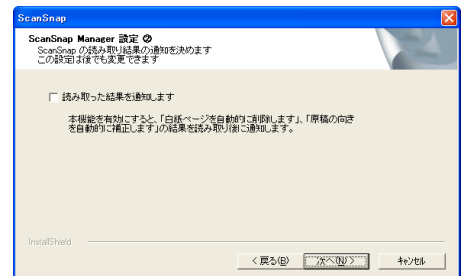 ScanSnap
ScanSnap Manager 設定 ②
ScanSnap の読み取り結果の通知を決めます
この設定は後でも変更できます
読み取った結果を通知します
本機能を有効にすると、「白紙ページを自動的に削除します」、「原稿の向き
を自動的に補正します」の結果を読み取り後に通知します。
InstallShield
< 戻る(B)
次へ(N) >
キャンセル